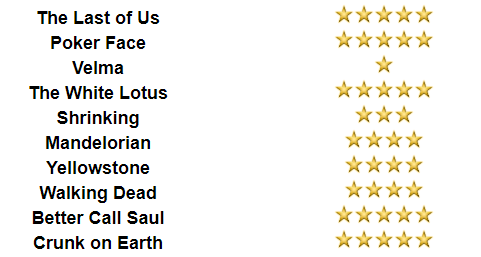 The Last of Us ⭐⭐⭐⭐⭐
Poker Face ⭐⭐⭐⭐⭐
Velma ⭐
The White Lotus ⭐⭐⭐⭐⭐
Shrinking ⭐⭐⭐
Mandelorian ⭐⭐⭐⭐
Yellowstone ⭐⭐⭐⭐
Walking Dead ⭐⭐⭐⭐
Better Call Saul ⭐⭐⭐⭐⭐
Crunk on Earth ⭐⭐⭐⭐⭐